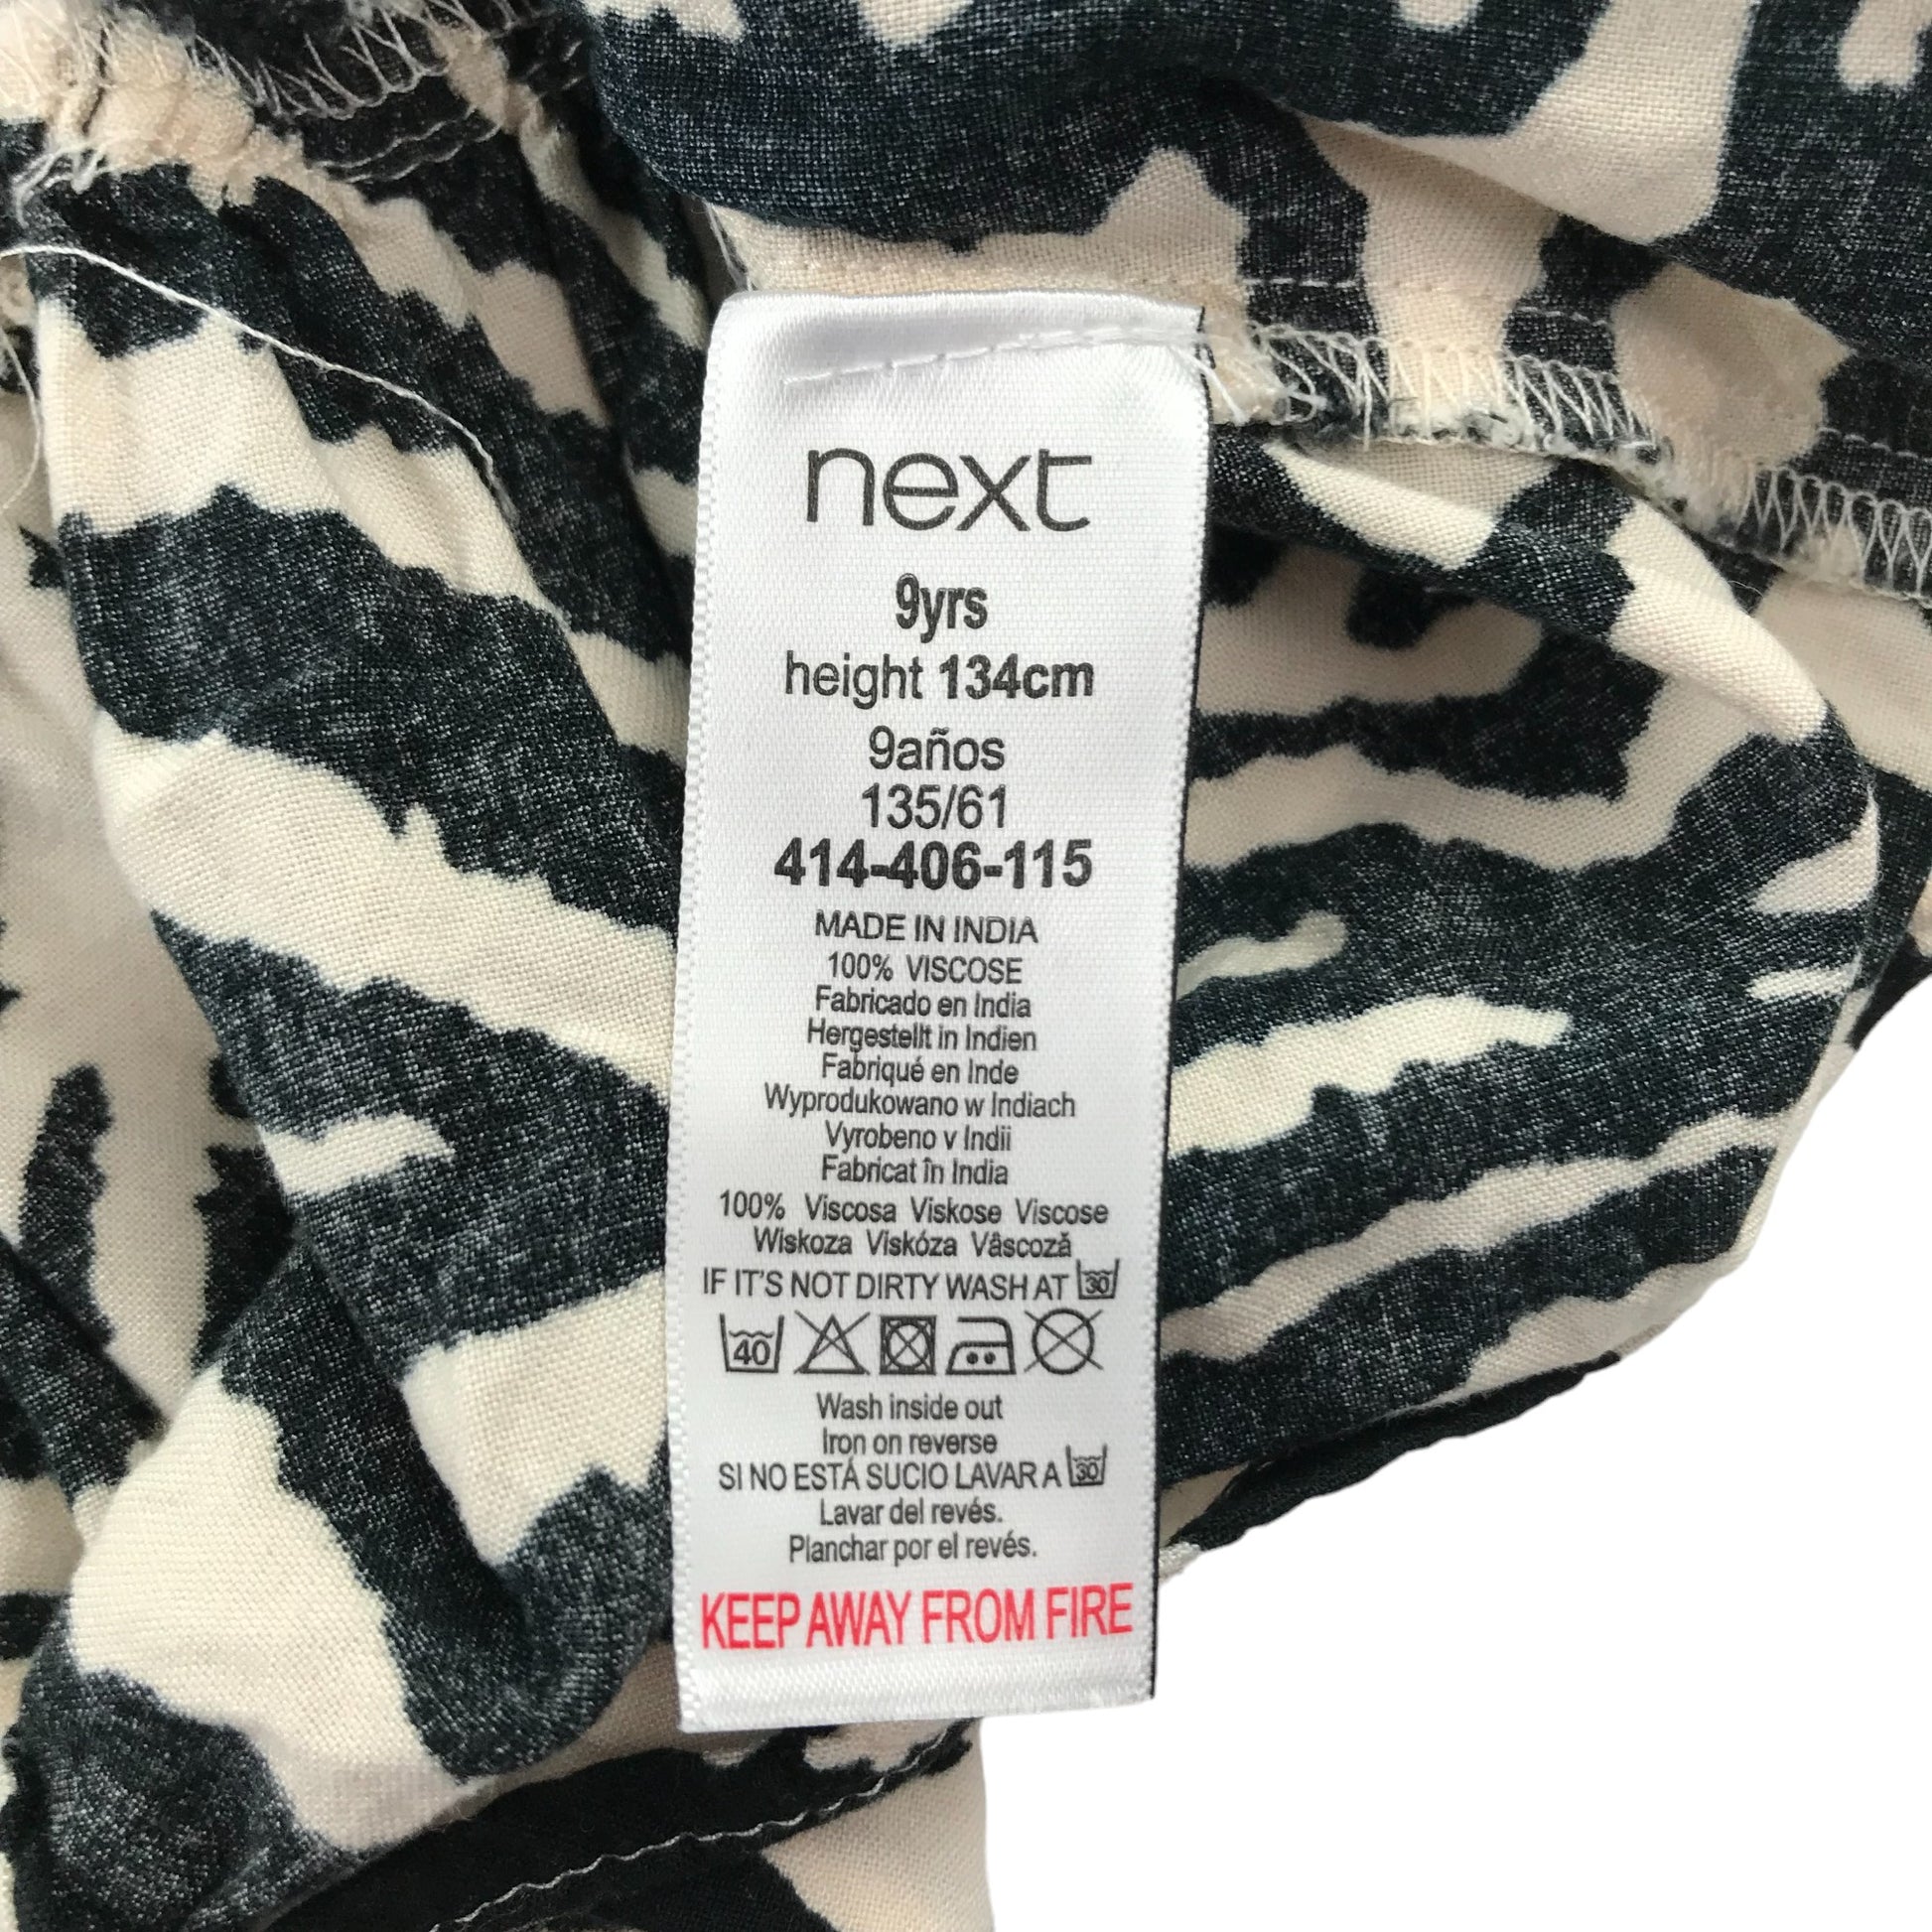 next
9yrs
height 134cm
9años
135/61
414-406-115
MADE IN INDIA
100% VISCOSE
Fabricado en India
Hergestellt in Indien
Fabriqué en Inde
Wyprodukowano w Indiach
Vyrobeno v Indii
Fabricat în India
100% Viscosa Viskose Viscose
Wiskoza Viskóza Vâscoză
IF IT'S NOT DIRTY WASH AT 30
40
Wash inside out
Iron on reverse
SI NO ESTÁ SUCIO LAVAR A 30
Lavar del revés.
Planchar por el revés.
KEEP AWAY FROM FIRE